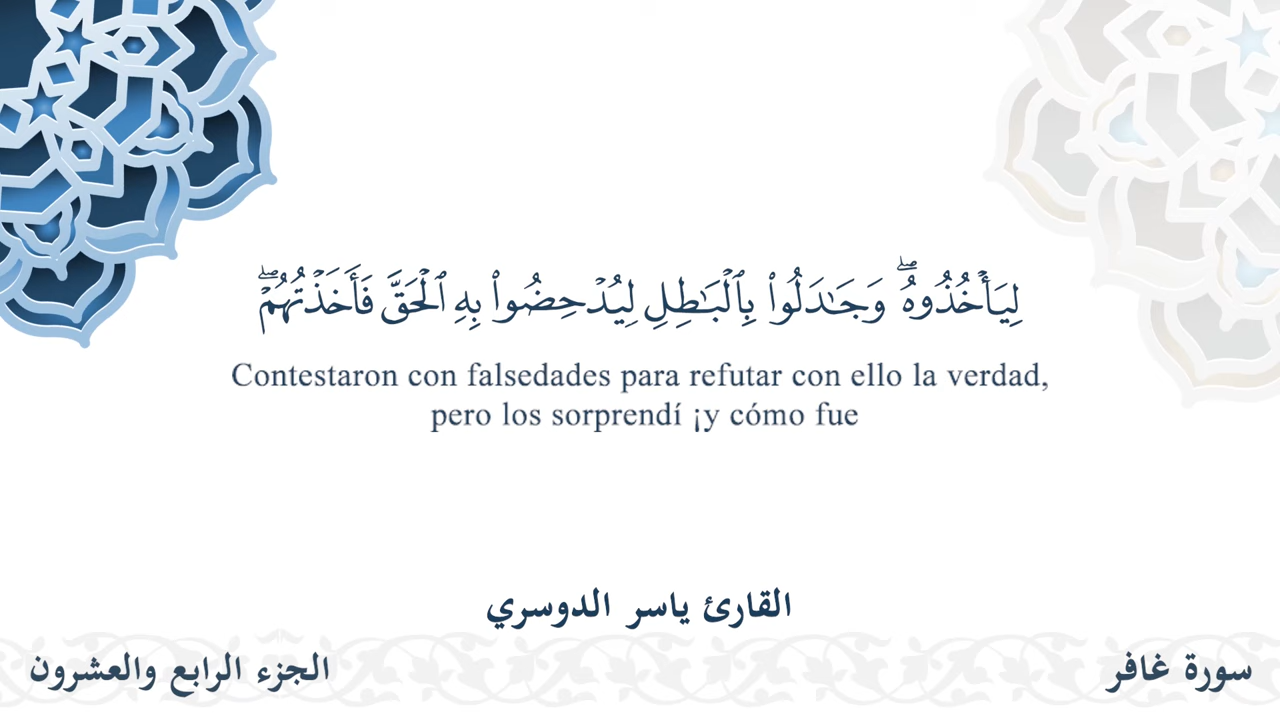 لِيَأۡخُذُوهُۖ وَجَٰدَلُواْ بِٱلۡبَٰطِلِ لِيُدۡحِضُواْ بِهِ ٱلۡحَقَّ فَأَخَذۡتُهُمۡۖ
Contestaron con falsedades para refutar con ello la verdad,
pero los sorprendí ¡y cómo fue
القارئ ياسر الدوسري
سورة غافر
الجزء الرابع والعشرون